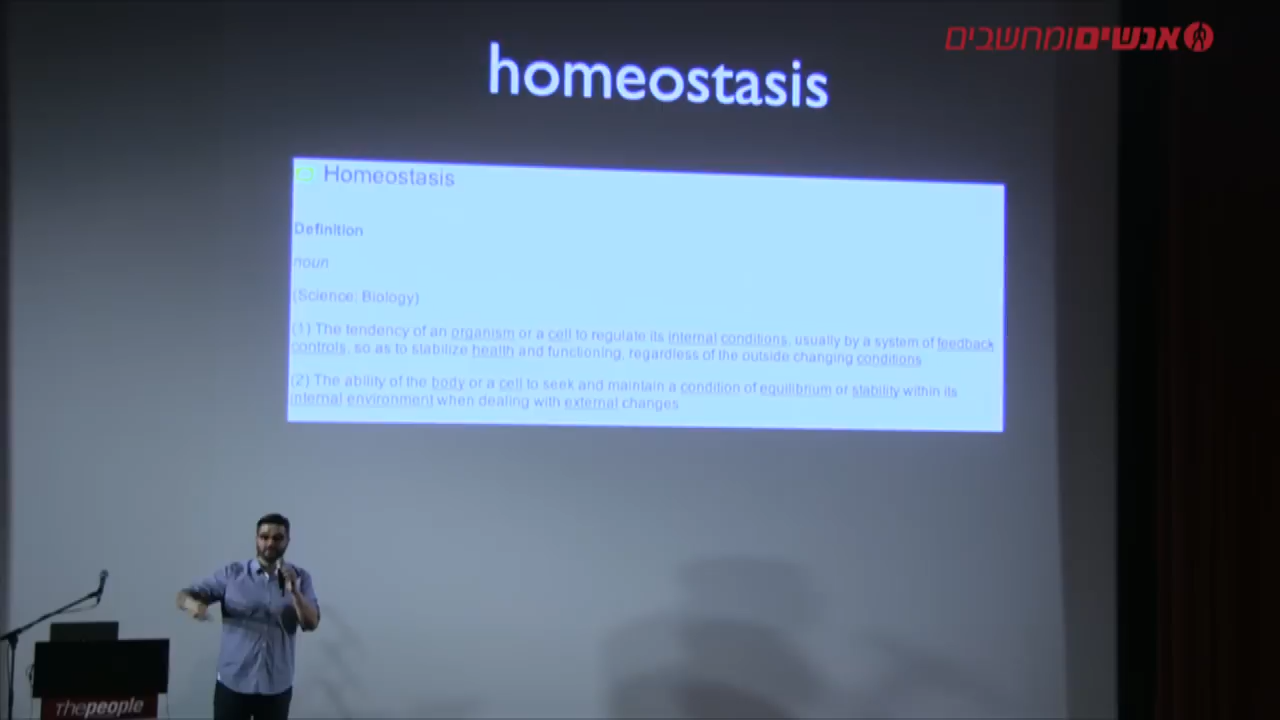 אנשיםומחשבים
homeostasis
Homeostasis
Definition
noun
(Science: Biology)
(1) The tendency of an organism or a cell to regulate its internal conditions, usually by a system of feedback
controls, so as to stabilize health and functioning, regardless of the outside changing conditions
(2) The ability of the body or a cell to seek and maintain a condition of equilibrium or stability within its
internal environment when dealing with external changes
Thepeople